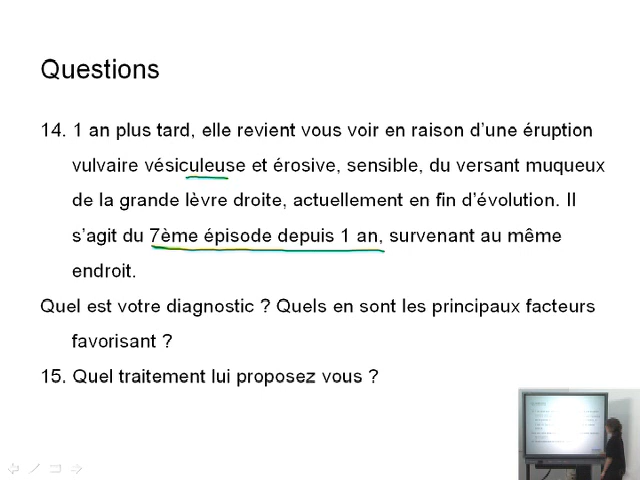 Questions
14. 1 an plus tard, elle revient vous voir en raison d'une éruption
vulvaire vésiculeuse et érosive, sensible, du versant muqueux
de la grande lèvre droite, actuellement en fin d'évolution. Il
s'agit du 7ème épisode depuis 1 an, survenant au même
endroit.
Quel est votre diagnostic ? Quels en sont les principaux facteurs
favorisant ?
15. Quel traitement lui proposez vous ?